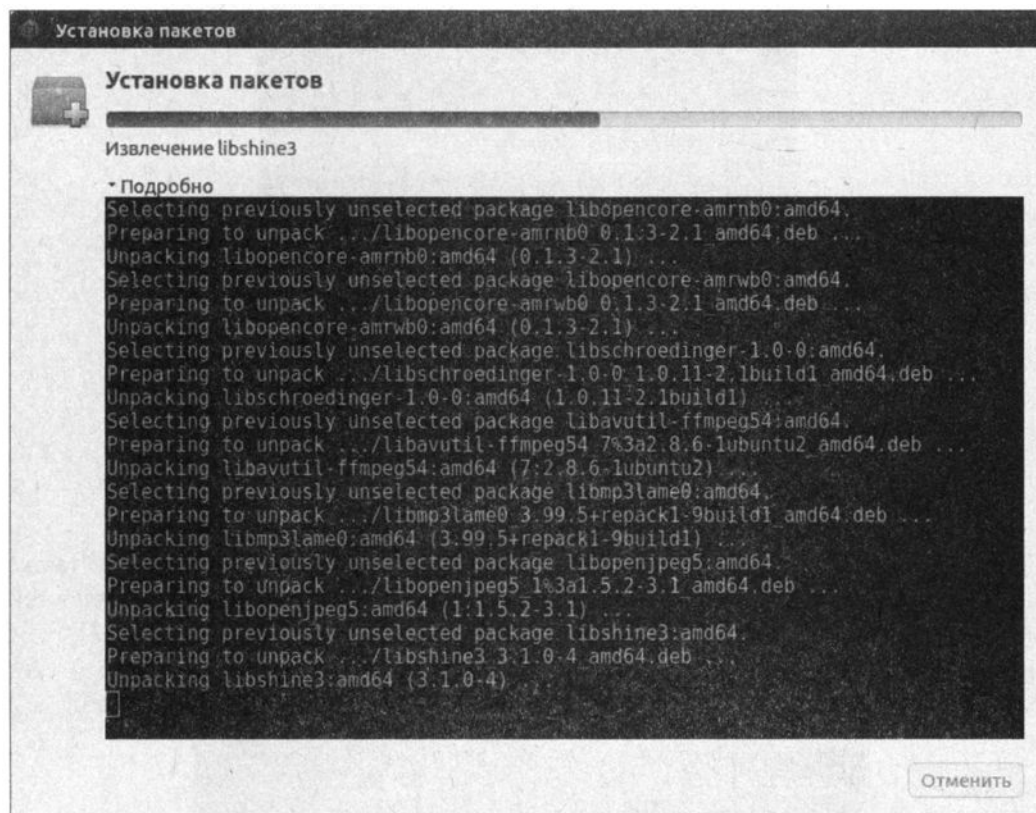 Установка пакетов
Установка пакетов
Извлечение libshine3
Подробно
Selecting previously unselected package libopencore-amrnb0:amd64.
Preparing to unpack .../libopencore-amrnb0_0.1.3-2.1_amd64.deb ...
Unpacking libopencore-amrnb0:amd64 (0.1.3-2.1) ...
Selecting previously unselected package libopencore-amrwb0:amd64.
Preparing to unpack .../libopencore-amrwb0_0.1.3-2.1_amd64.deb ...
Unpacking libopencore-amrwb0:amd64 (0.1.3-2.1) ...
Selecting previously unselected package libschroedinger-1.0-0:amd64.
Preparing to unpack .../libschroedinger-1.0-0_1.0.11-2.1build1_amd64.deb ...
Unpacking libschroedinger-1.0-0:amd64 (1.0.11-2.1build1) ...
Selecting previously unselected package libavutil-ffmpeg54:amd64.
Preparing to unpack .../libavutil-ffmpeg54_7%3a2.8.6-1ubuntu2_amd64.deb ...
Unpacking libavutil-ffmpeg54:amd64 (7:2.8.6-1ubuntu2) ...
Selecting previously unselected package libmp3lame0:amd64.
Preparing to unpack .../libmp3lame0_3.99.5+repack1-9build1_amd64.deb ...
Unpacking libmp3lame0:amd64 (3.99.5+repack1-9build1) ...
Selecting previously unselected package libopenjpeg5:amd64.
Preparing to unpack .../libopenjpeg5_1%3a1.5.2-3.1_amd64.deb ...
Unpacking libopenjpeg5:amd64 (1:1.5.2-3.1) ...
Selecting previously unselected package libshine3:amd64.
Preparing to unpack .../libshine3_3.1.0-4_amd64.deb ...
Unpacking libshine3:amd64 (3.1.0-4) ...
Отменить